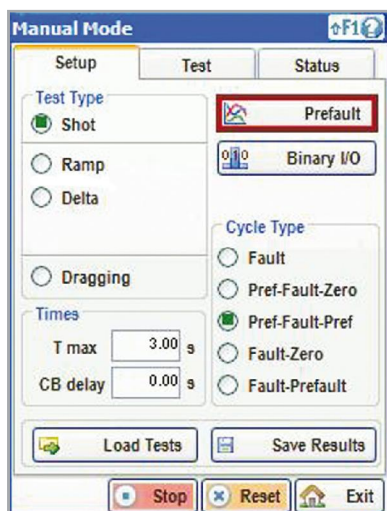 Manual Mode
F1
Setup
Test
Status
Test Type
Shot
Ramp
Delta
Dragging
Prefault
Binary I/O
Cycle Type
Fault
Pref-Fault-Zero
Pref-Fault-Pref
Fault-Zero
Fault-Prefault
Times
T max 3.00 s
CB delay 0.00 s
Load Tests
Save Results
Stop
Reset
Exit